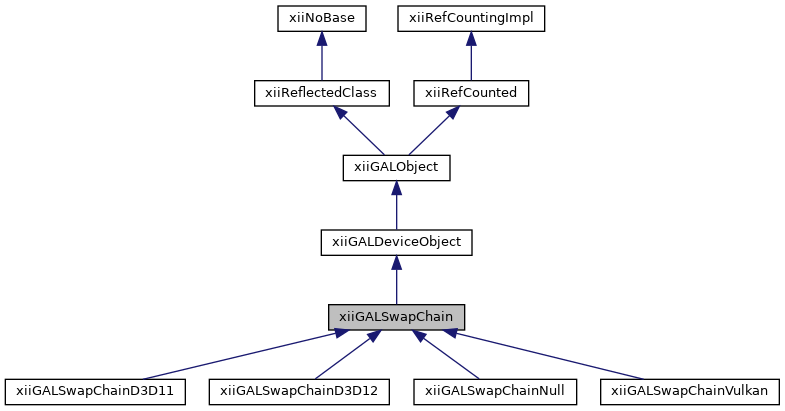 xiiNoBase
xiiRefCountingImpl
xiiReflectedClass
xiiRefCounted
xiiGALObject
xiiGALDeviceObject
xiiGALSwapChain
xiiGALSwapChainD3D11
xiiGALSwapChainD3D12
xiiGALSwapChainNull
xiiGALSwapChainVulkan